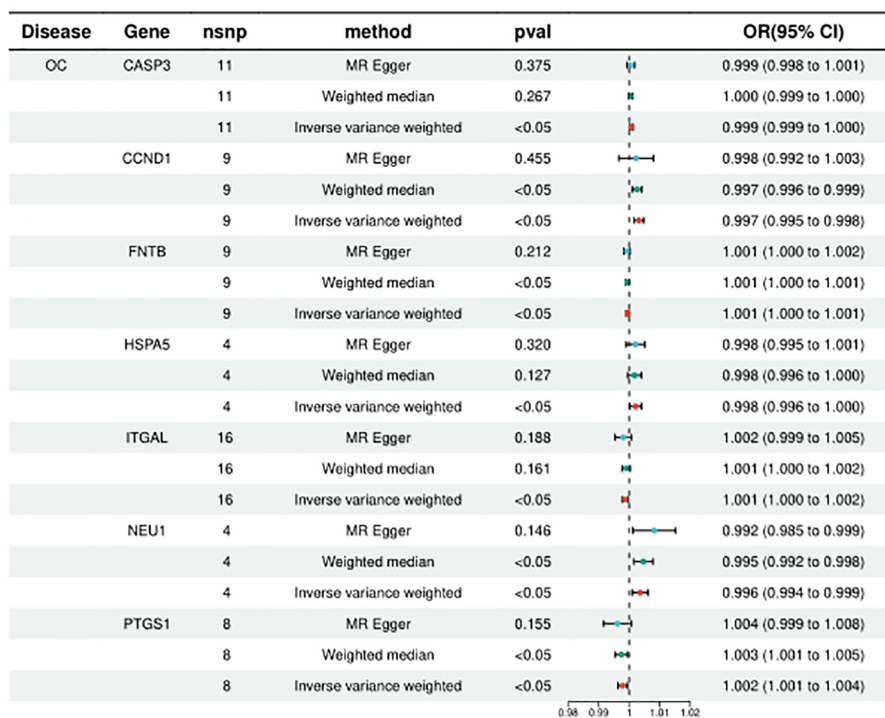 Disease Gene nsnp method pval OR(95% CI)
OC CASP3 11 MR Egger 0.375 0.999 (0.998 to 1.001)
11 Weighted median 0.267 1.000 (0.999 to 1.000)
11 Inverse variance weighted <0.05 0.999 (0.999 to 1.000)
CCND1 9 MR Egger 0.455 0.998 (0.992 to 1.003)
9 Weighted median <0.05 0.997 (0.996 to 0.999)
9 Inverse variance weighted <0.05 0.997 (0.995 to 0.998)
FNTB 9 MR Egger 0.212 1.001 (1.000 to 1.002)
9 Weighted median <0.05 1.001 (1.000 to 1.001)
9 Inverse variance weighted <0.05 1.001 (1.000 to 1.001)
HSPA5 4 MR Egger 0.320 0.998 (0.995 to 1.001)
4 Weighted median 0.127 0.998 (0.996 to 1.000)
4 Inverse variance weighted <0.05 0.998 (0.996 to 1.000)
ITGAL 16 MR Egger 0.188 1.002 (0.999 to 1.005)
16 Weighted median 0.161 1.001 (1.000 to 1.002)
16 Inverse variance weighted <0.05 1.001 (1.000 to 1.002)
NEU1 4 MR Egger 0.146 0.992 (0.985 to 0.999)
4 Weighted median <0.05 0.995 (0.992 to 0.998)
4 Inverse variance weighted <0.05 0.996 (0.994 to 0.999)
PTGS1 8 MR Egger 0.155 1.004 (0.999 to 1.008)
8 Weighted median <0.05 1.003 (1.001 to 1.005)
8 Inverse variance weighted <0.05 1.002 (1.001 to 1.004)
0.98 0.99 1 1.01 1.02